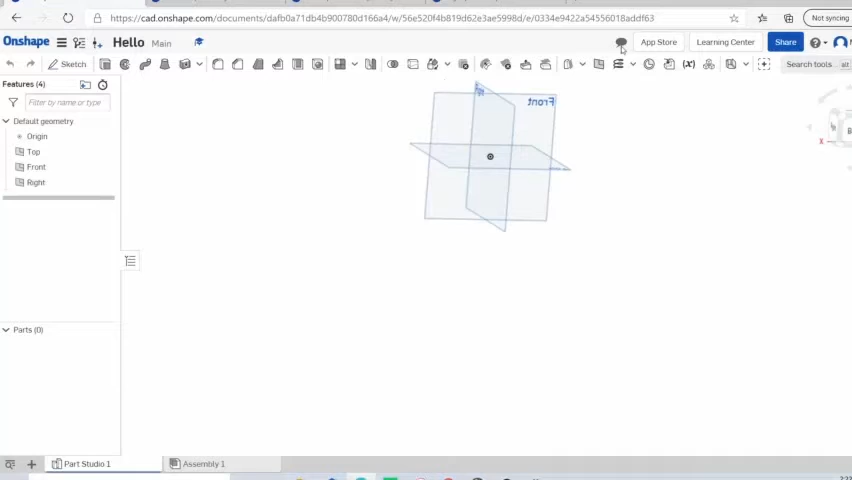 https://cad.onshape.com/documents/dafb0a71db4b900780d166a4/w/56e520f4b819d62e3ae5998d/e/0334e9422a54556018addf63
Not syncing
Onshape
Hello Main
App Store
Learning Center
Share
Sketch
(x)
Search tools
alt
Features (4)
Filter by name or type
Default geometry
Origin
Top
Front
Right
Front
X
Parts (0)
Part Studio 1
Assembly 1